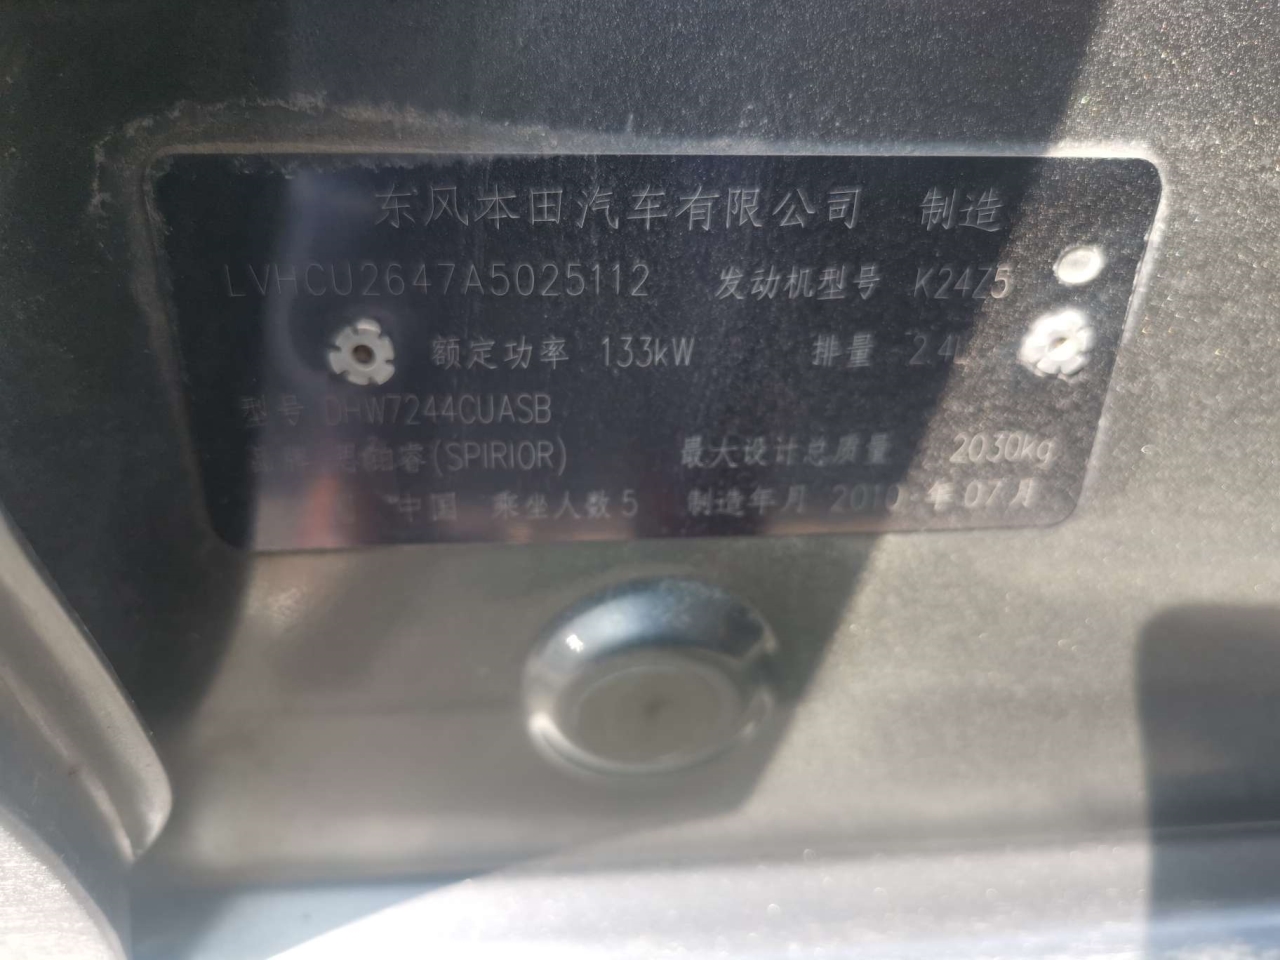 东风本田汽车有限公司 制造
LVHCU2647A5025112 发动机型号 K24Z5
额定功率 133kW 排量 2.4L
型号 DHW7244CUASB
思铂睿(SPIRIOR) 最大设计总质量 2030kg
中国 乘坐人数 5 制造年月 2010 年 07 月